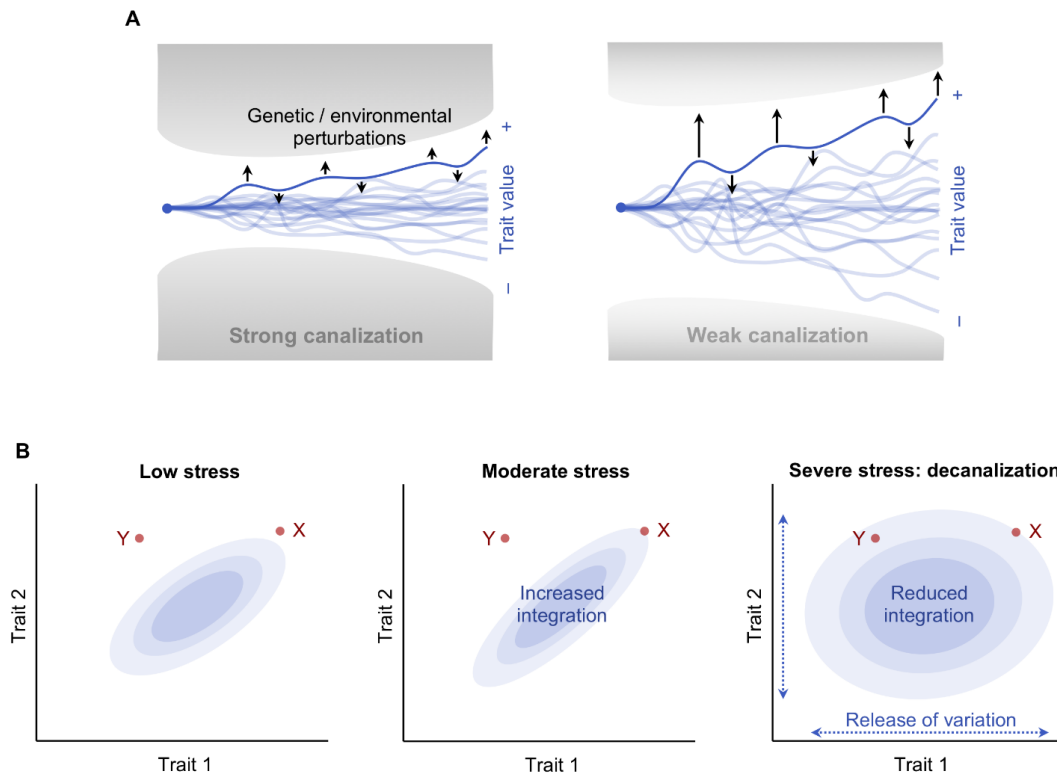 A
Genetic / environmental
perturbations
+
Trait value
–
Strong canalization
+
Trait value
–
Weak canalization
B
Low stress
Y
X
Trait 2
Trait 1
Moderate stress
Y
X
Increased
integration
Trait 2
Trait 1
Severe stress: decanalization
Y
X
Reduced
integration
Release of variation
Trait 2
Trait 1